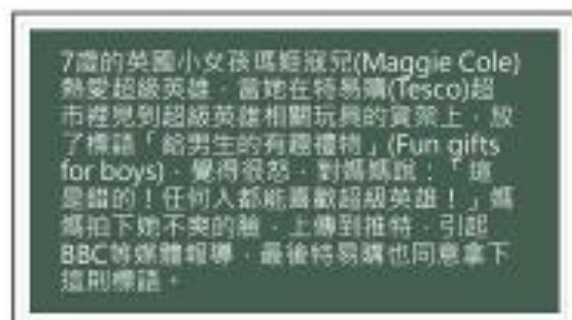 7歲的英國小女孩瑪姬寇兒(Maggie Cole)
熱愛超級英雄，當她在特易購(Tesco)超
市裡見到超級英雄相關玩具的貨架上，放
了標語「給男生的有趣禮物」(Fun gifts
for boys)，覺得很怒，對媽媽說：「這
是錯的！任何人都能喜歡超級英雄！」媽
媽拍下她不爽的臉，上傳到推特，引起
BBC等媒體報導，最後特易購也同意拿下
這則標語。